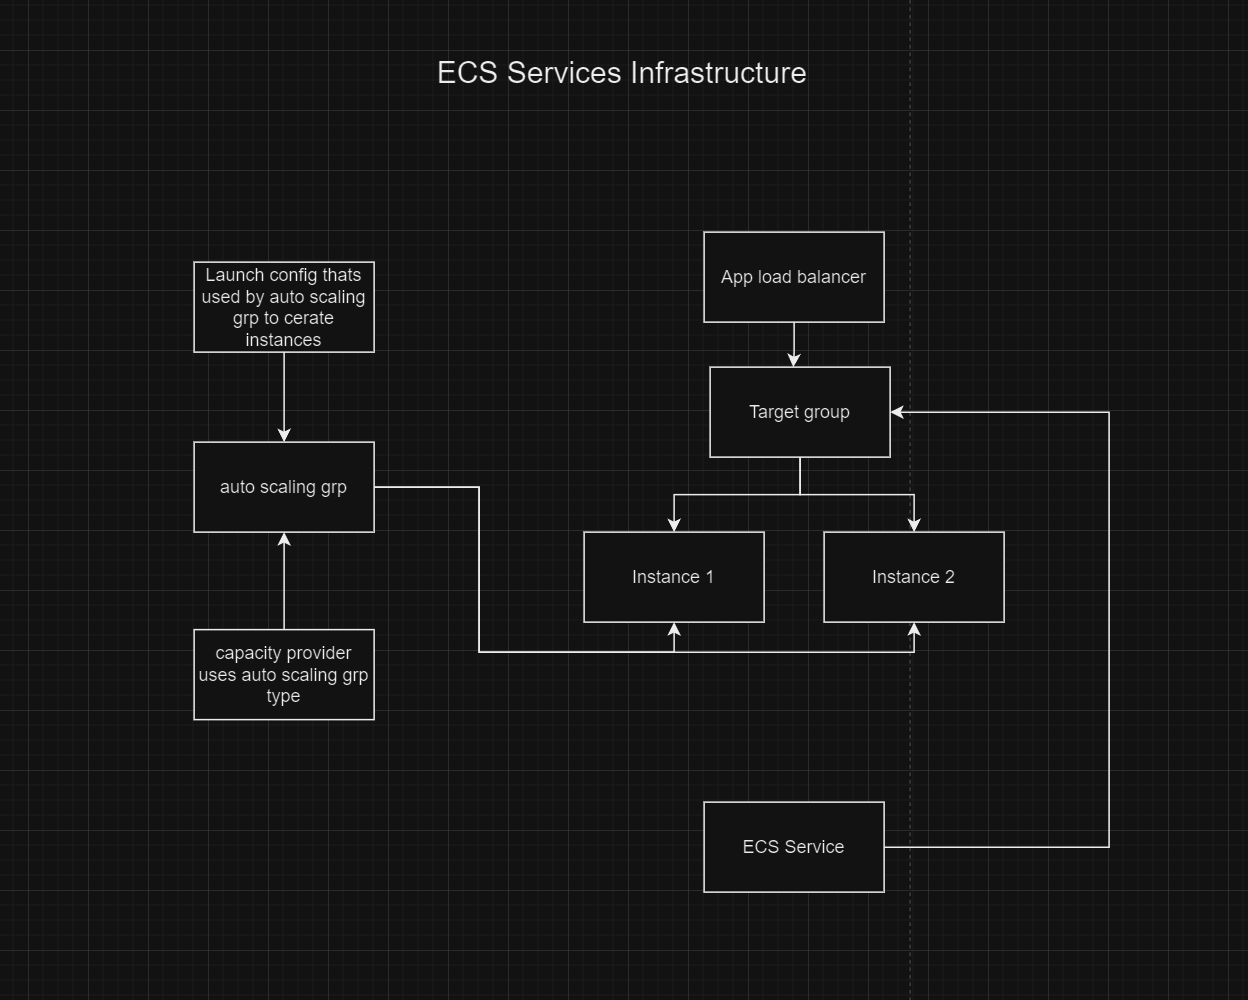 ECS Services Infrastructure
Launch config thats
used by auto scaling
grp to cerate
instances
auto scaling grp
capacity provider
uses auto scaling grp
type
App load balancer
Target group
Instance 1
Instance 2
ECS Service